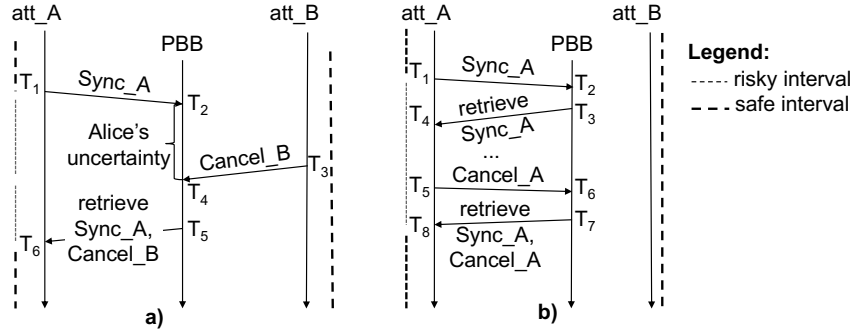 att_A
att_B
PBB
T1
Sync_A
T2
Alice's
uncertainty
Cancel_B
T3
T4
retrieve
Sync_A,
Cancel_B
T5
T6
a)
att_A
att_B
PBB
T1
Sync_A
T2
retrieve
T3
T4
Sync_A
...
Cancel_A
T5
T6
retrieve
T7
T8
Sync_A,
Cancel_A
b)
Legend:
risky interval
safe interval